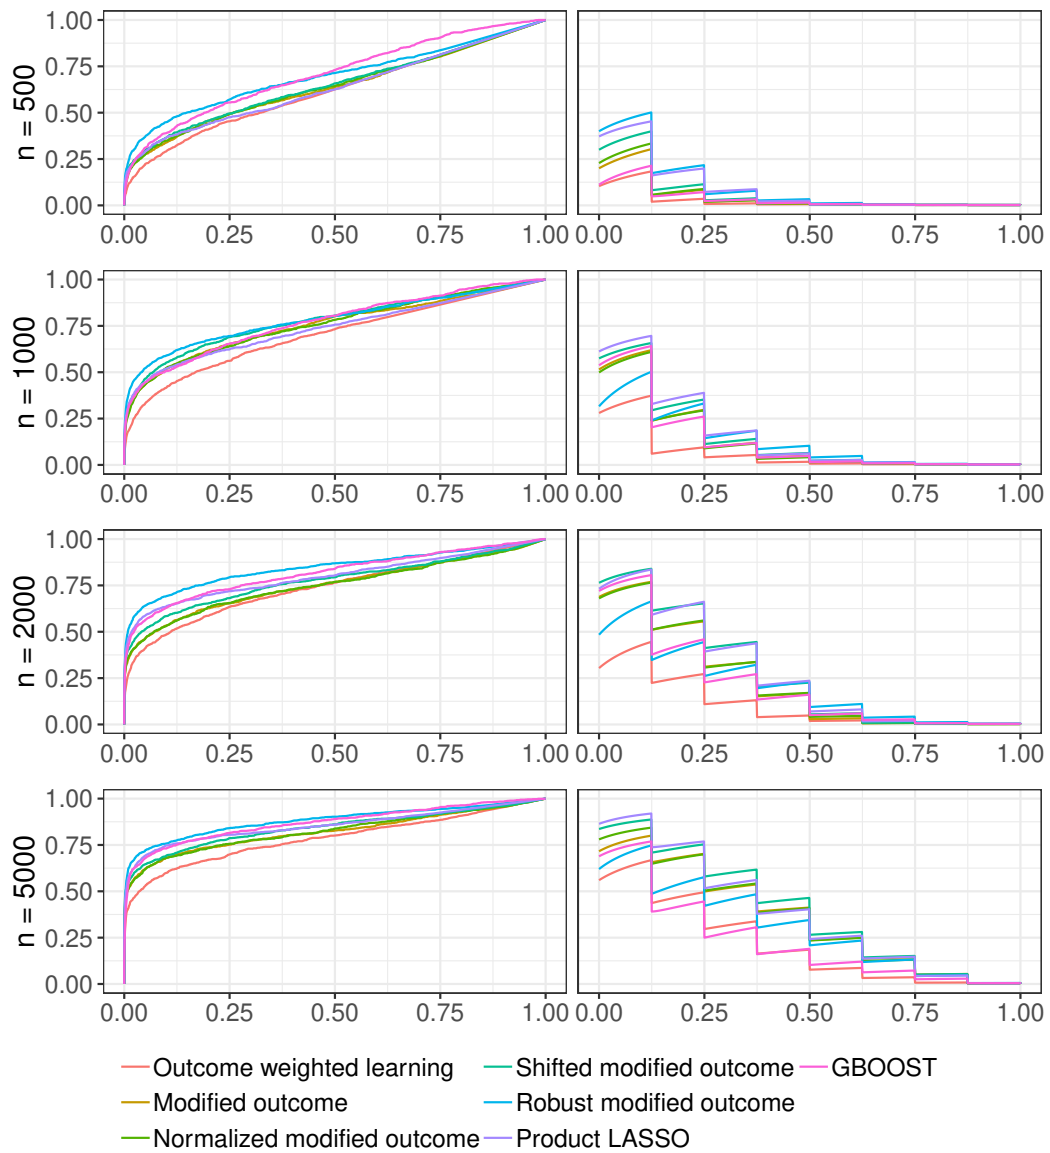 n = 500
1.00
0.75
0.50
0.25
0.00
0.00 0.25 0.50 0.75 1.00 0.00 0.25 0.50 0.75 1.00
n = 1000
1.00
0.75
0.50
0.25
0.00
0.00 0.25 0.50 0.75 1.00 0.00 0.25 0.50 0.75 1.00
n = 2000
1.00
0.75
0.50
0.25
0.00
0.00 0.25 0.50 0.75 1.00 0.00 0.25 0.50 0.75 1.00
n = 5000
1.00
0.75
0.50
0.25
0.00
0.00 0.25 0.50 0.75 1.00 0.00 0.25 0.50 0.75 1.00
Outcome weighted learning Shifted modified outcome GBOOST
Modified outcome Robust modified outcome
Normalized modified outcome Product LASSO